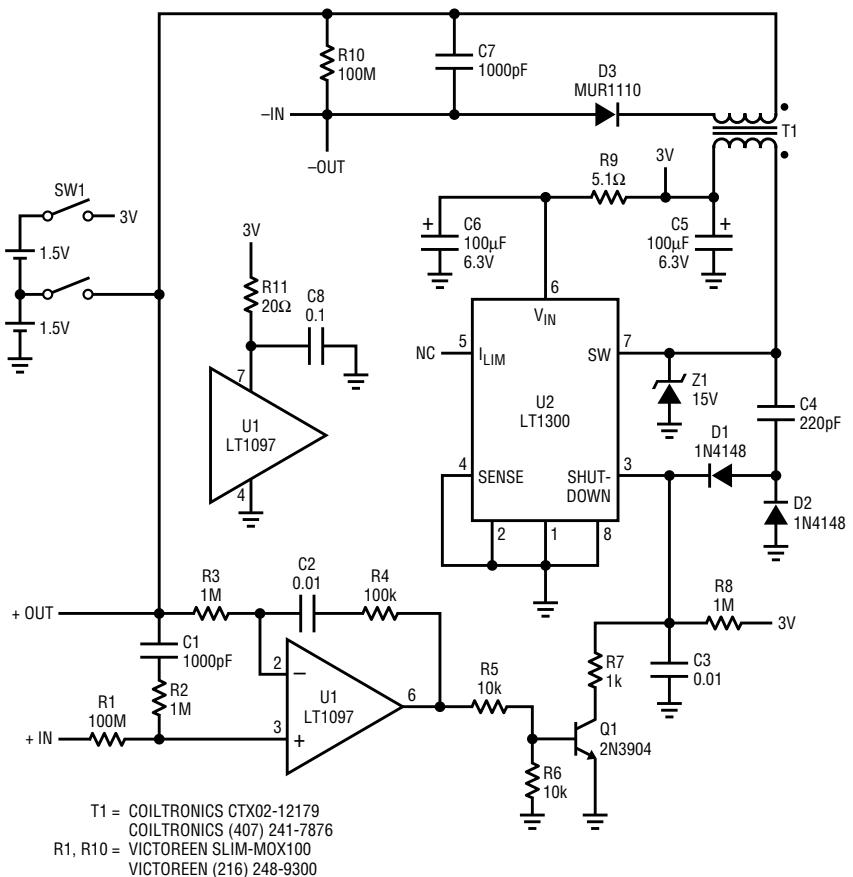 R10
100M
C7
1000pF
D3
MUR1110
–IN
T1
–OUT
R9
5.1Ω
3V
SW1
3V
+
C6
100µF
6.3V
C5
100µF
6.3V
+
1.5V
3V
1.5V
R11
20Ω
C8
0.1
6
VIN
NC
5
ILIM
SW
7
Z1
15V
7
U1
LT1097
4
U2
LT1300
C4
220pF
D1
1N4148
4
SENSE
SHUT-
DOWN
3
D2
1N4148
2
1
8
C2
0.01
R3
1M
R4
100k
R8
1M
3V
+ OUT
C1
1000pF
R7
1k
C3
0.01
2
–
R5
10k
R2
1M
U1
LT1097
6
R1
100M
3
+
+ IN
Q1
2N3904
R6
10k
T1 = COILTRONICS CTX02-12179
COILTRONICS (407) 241-7876
R1, R10 = VICTOREEN SLIM-MOX100
VICTOREEN (216) 248-9300